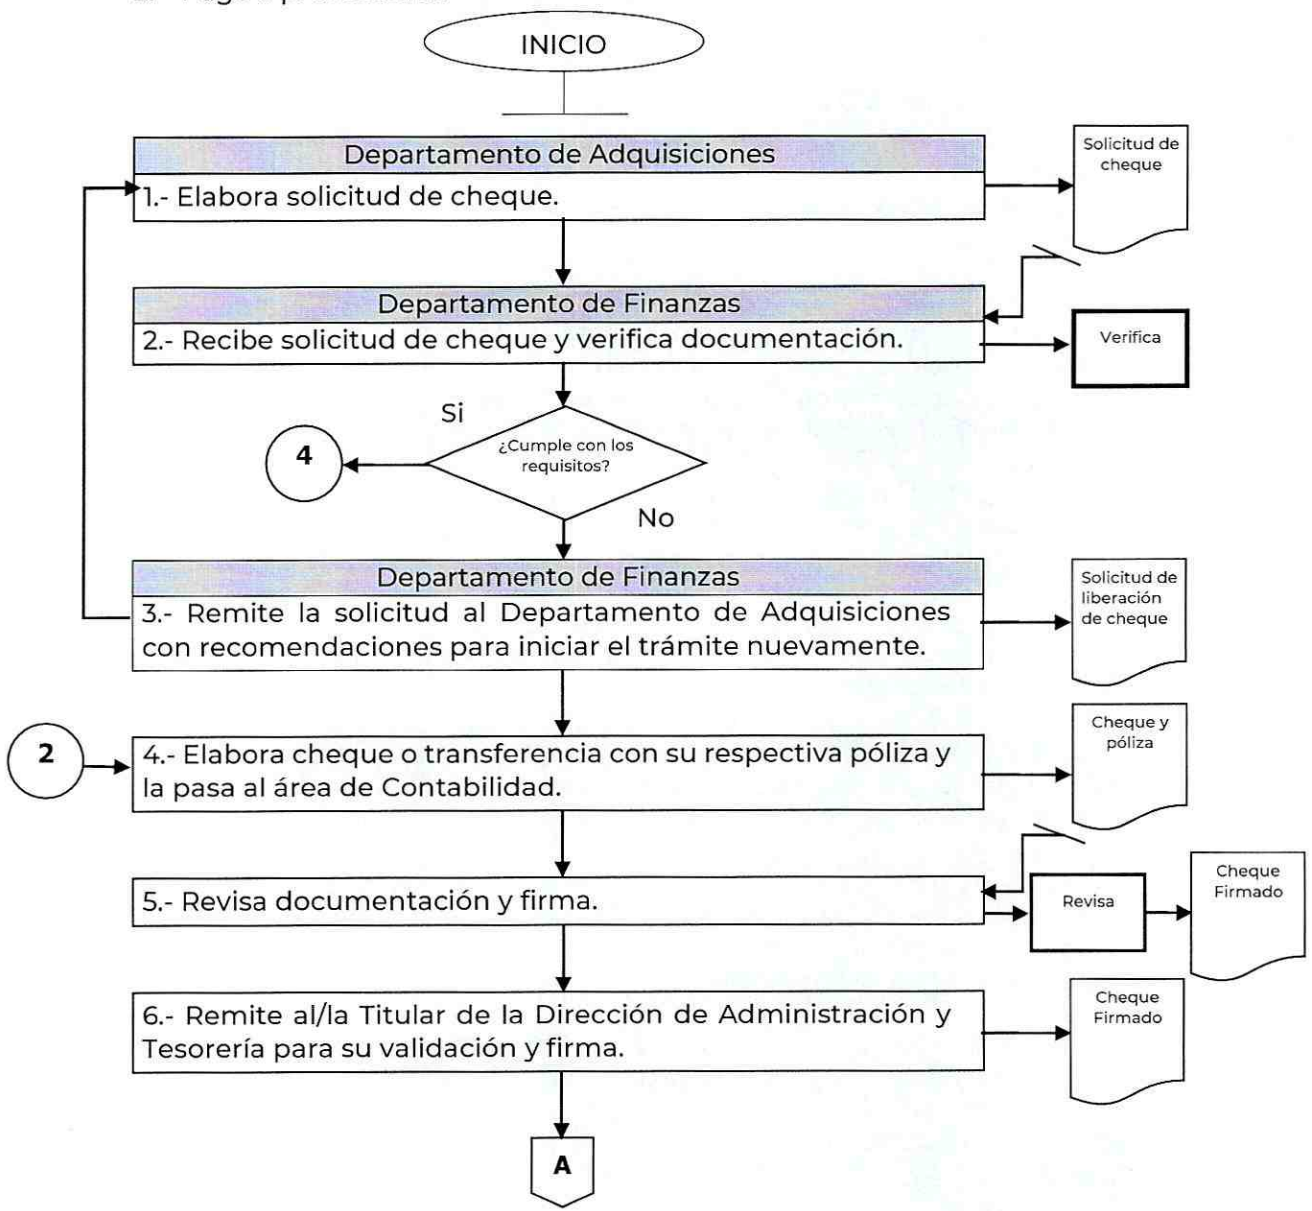 INICIO
Departamento de Adquisiciones
1.- Elabora solicitud de cheque.
Solicitud de
cheque
Departamento de Finanzas
2.- Recibe solicitud de cheque y verifica documentación.
Verifica
Si
4
¿Cumple con los
requisitos?
No
Departamento de Finanzas
3.- Remite la solicitud al Departamento de Adquisiciones
con recomendaciones para iniciar el trámite nuevamente.
Solicitud de
liberación
de cheque
2
4.- Elabora cheque o transferencia con su respectiva póliza y
la pasa al área de Contabilidad.
Cheque y
póliza
5.- Revisa documentación y firma.
Revisa
Cheque
Firmado
6.- Remite al/la Titular de la Dirección de Administración y
Tesorería para su validación y firma.
Cheque
Firmado
A